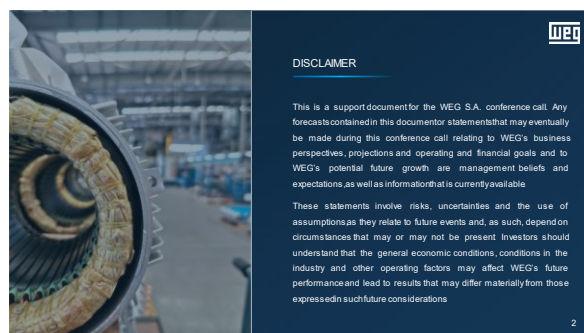 WEG
DISCLAIMER
This is a support document for the WEG S.A. conference call. Any
forecasts contained in this document or statements that may eventually
be made during this conference call relating to WEG's business
perspectives, projections and operating and financial goals and to
WEG's potential future growth are management beliefs and
expectations, as well as information that is currently available
These statements involve risks, uncertainties and the use of
assumptions as they relate to future events and, as such, depend on
circumstances that may or may not be present Investors should
understand that the general economic conditions, conditions in the
industry and other operating factors may affect WEG's future
performance and lead to results that may differ materially from those
expressed in such future considerations
2